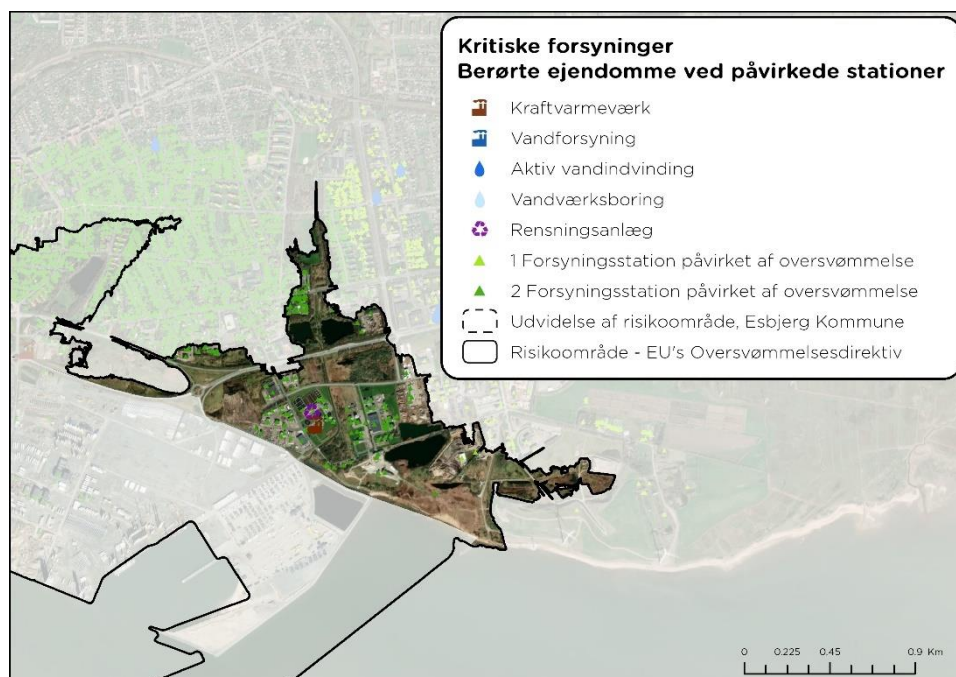 Kritiske forsyninger
Berørte ejendomme ved påvirkede stationer
Kraftvarmeværk
Vandforsyning
Aktiv vandindvinding
Vandværksboring
Rensningsanlæg
1 Forsyningsstation påvirket af oversvømmelse
2 Forsyningsstation påvirket af oversvømmelse
Udvidelse af risikoområde, Esbjerg Kommune
Risikoområde - EU's Oversvømmelsesdirektiv
0 0.225 0.45 0.9 Km